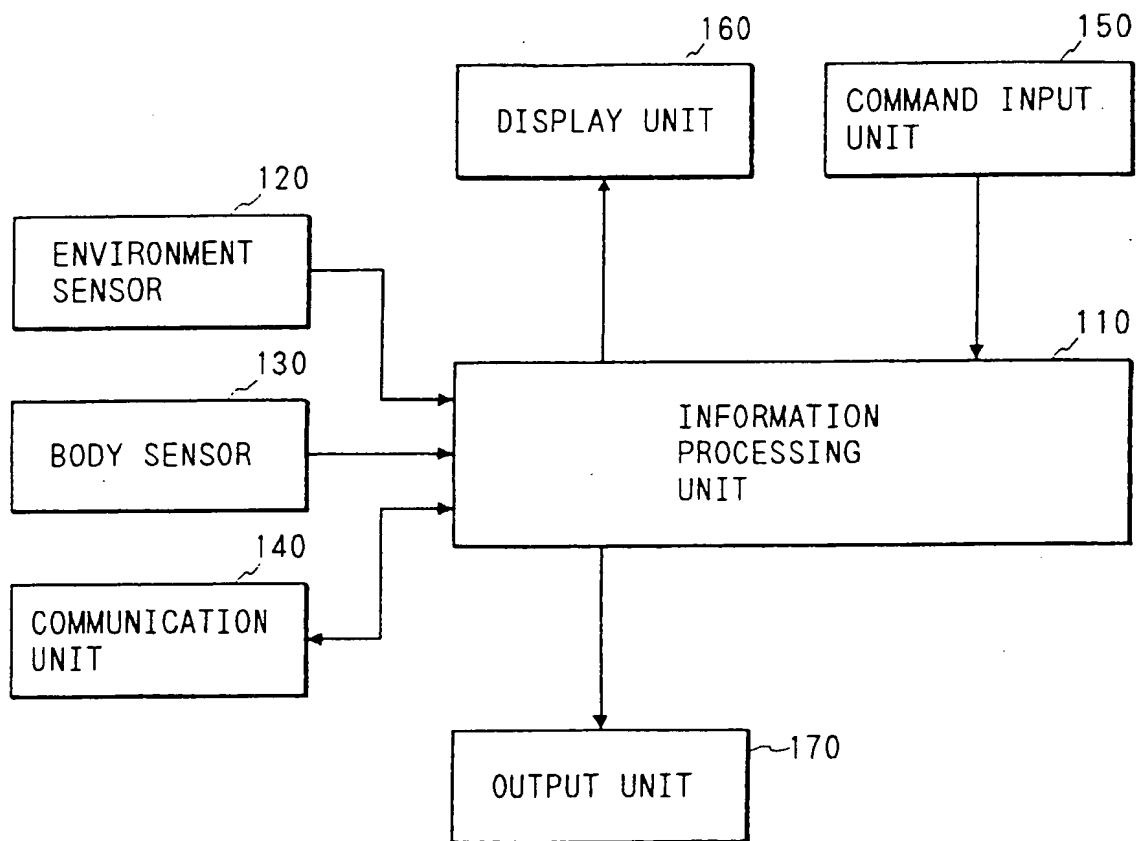 160
150
DISPLAY UNIT
COMMAND INPUT
UNIT
120
ENVIRONMENT
SENSOR
110
130
BODY SENSOR
INFORMATION
PROCESSING
UNIT
140
COMMUNICATION
UNIT
170
OUTPUT UNIT